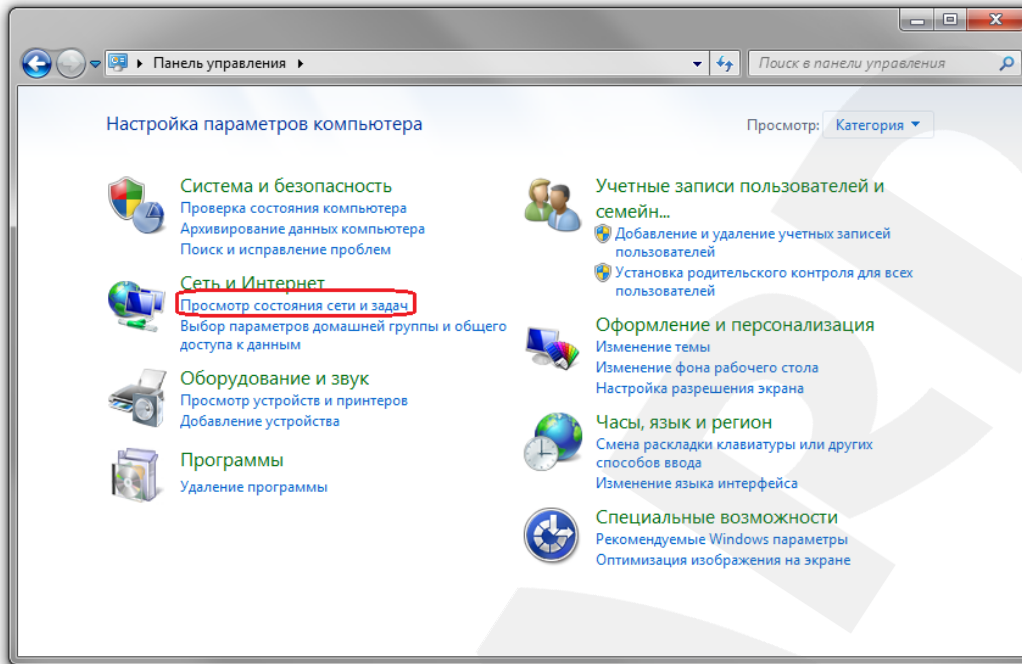 Панель управления
Поиск в панели управления
Настройка параметров компьютера
Просмотр: Категория
Система и безопасность
Проверка состояния компьютера
Архивирование данных компьютера
Поиск и исправление проблем
Сеть и Интернет
Просмотр состояния сети и задач
Выбор параметров домашней группы и общего
доступа к данным
Оборудование и звук
Просмотр устройств и принтеров
Добавление устройства
Программы
Удаление программы
Учетные записи пользователей и
семейн...
Добавление и удаление учетных записей
пользователей
Установка родительского контроля для всех
пользователей
Оформление и персонализация
Изменение темы
Изменение фона рабочего стола
Настройка разрешения экрана
Часы, язык и регион
Смена раскладки клавиатуры или других
способов ввода
Изменение языка интерфейса
Специальные возможности
Рекомендуемые Windows параметры
Оптимизация изображения на экране